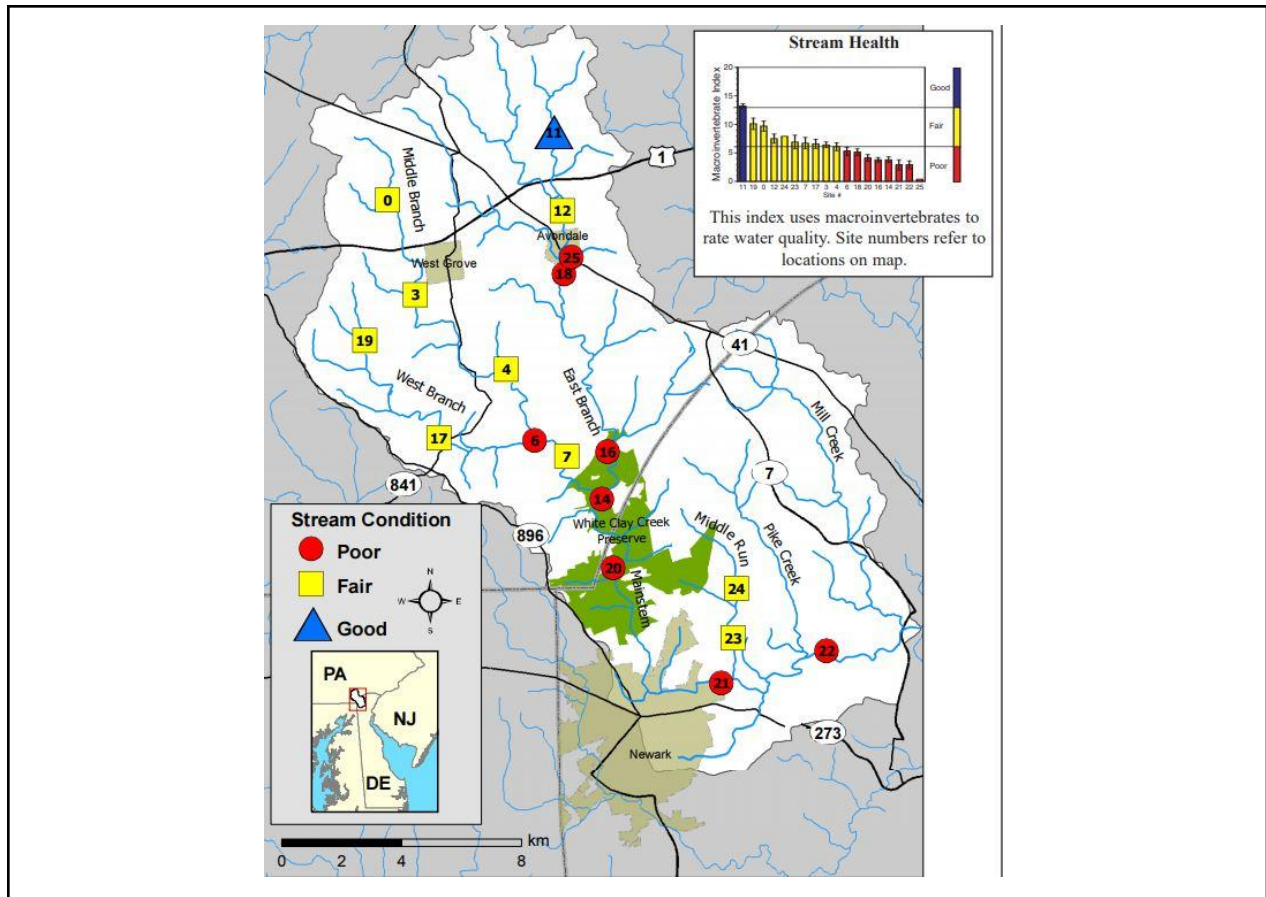 Stream Health
Macroinvertebrate Index
20
15
10
5
0
Good
Fair
Poor
11 19 0 12 24 23 7 17 3 4 6 18 20 16 14 21 22 25
Site #
This index uses macroinvertebrates to
rate water quality. Site numbers refer to
locations on map.
11
1
Middle Branch
0
12
Avondale
25
18
West Grove
3
19
4
41
West Branch
East Branch
Mill Creek
17
6
7
16
7
841
14
White Clay Creek
Preserve
896
Middle Run
Pike Creek
20
Mainstem
24
23
22
21
273
Newark
Stream Condition
Poor
Fair
Good
N
W E
S
PA
NJ
DE
km
0 2 4 8